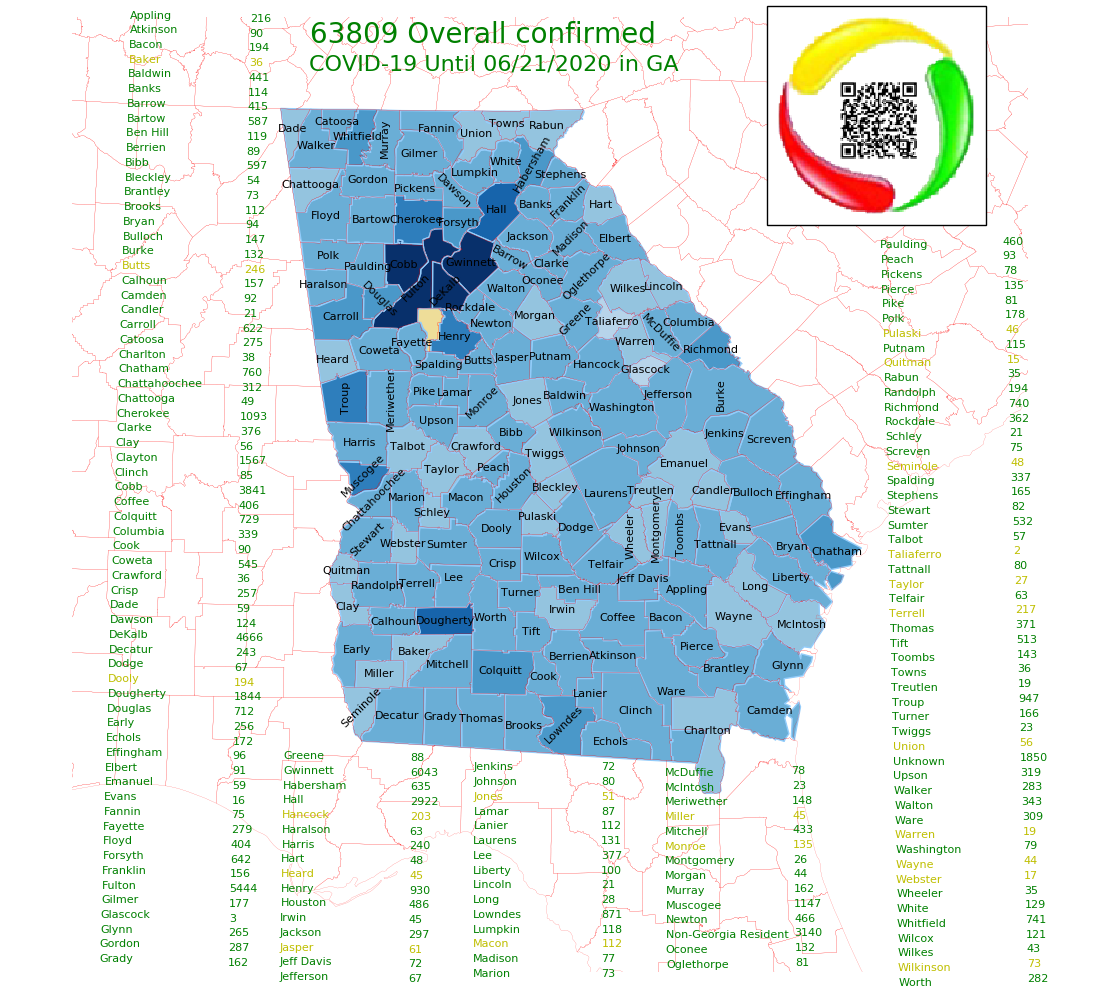 63809 Overall confirmed
COVID-19 Until 06/21/2020 in GA
Appling 216
Atkinson 90
Bacon 194
Baker 36
Baldwin 441
Banks 114
Barrow 415
Bartow 587
Ben Hill 119
Berrien 89
Bibb 597
Bleckley 54
Brantley 73
Brooks 112
Bryan 94
Bulloch 147
Burke 132
Butts 246
Calhoun 157
Camden 92
Candler 21
Carroll 622
Catoosa 275
Charlton 38
Chatham 760
Chattahoochee 312
Chattooga 49
Cherokee 1093
Clarke 376
Clay 56
Clayton 1567
Clinch 85
Cobb 3841
Coffee 406
Colquitt 729
Columbia 339
Cook 90
Coweta 545
Crawford 36
Crisp 257
Dade 59
Dawson 124
DeKalb 4666
Decatur 243
Dodge 67
Dooly 194
Dougherty 1844
Douglas 712
Early 256
Echols 172
Effingham 96
Elbert 91
Emanuel 59
Evans 16
Fannin 75
Fayette 279
Floyd 404
Forsyth 642
Franklin 156
Fulton 5444
Gilmer 177
Glascock 3
Glynn 265
Gordon 287
Grady 162
Greene 88
Gwinnett 6043
Habersham 635
Hall 2922
Hancock 203
Haralson 63
Harris 240
Hart 48
Heard 45
Henry 930
Houston 486
Irwin 45
Jackson 297
Jasper 61
Jeff Davis 72
Jefferson 67
Jenkins 72
Johnson 80
Jones 51
Lamar 87
Lanier 112
Laurens 131
Lee 377
Liberty 100
Lincoln 21
Long 28
Lowndes 871
Lumpkin 118
Macon 112
Madison 77
Marion 73
McDuffie 78
McIntosh 23
Meriwether 148
Miller 45
Mitchell 433
Monroe 135
Montgomery 26
Morgan 44
Murray 162
Muscogee 1147
Newton 466
Non-Georgia Resident 3140
Oconee 132
Oglethorpe 81
Paulding 460
Peach 93
Pickens 78
Pierce 135
Pike 81
Polk 178
Pulaski 46
Putnam 115
Quitman 15
Rabun 35
Randolph 194
Richmond 740
Rockdale 362
Schley 21
Screven 75
Seminole 48
Spalding 337
Stephens 165
Stewart 82
Sumter 532
Talbot 57
Taliaferro 2
Tattnall 80
Taylor 27
Telfair 63
Terrell 217
Thomas 371
Tift 513
Toombs 143
Towns 36
Treutlen 19
Troup 947
Turner 166
Twiggs 23
Union 56
Unknown 1850
Upson 319
Walker 283
Walton 343
Ware 309
Warren 19
Washington 79
Wayne 44
Webster 17
Wheeler 35
White 129
Whitfield 741
Wilcox 121
Wilkes 43
Wilkinson 73
Worth 282
Dade
Catoosa
Whitfield
Walker
Murray
Fannin
Union
Towns
Rabun
Gilmer
White
Habersham
Lumpkin
Stephens
Chattooga
Gordon
Pickens
Dawson
Hall
Banks
Franklin
Hart
Floyd
Bartow
Cherokee
Forsyth
Jackson
Madison
Elbert
Polk
Paulding
Cobb
Gwinnett
Barrow
Clarke
Oconee
Oglethorpe
Haralson
Douglas
Fulton
DeKalb
Walton
Wilkes
Lincoln
Carroll
Rockdale
Newton
Morgan
Greene
Taliaferro
McDuffie
Columbia
Fayette
Henry
Warren
Richmond
Heard
Coweta
Spalding
Butts
Jasper
Putnam
Hancock
Glascock
Troup
Meriwether
Pike
Lamar
Monroe
Jones
Baldwin
Washington
Jefferson
Burke
Upson
Harris
Talbot
Crawford
Bibb
Wilkinson
Jenkins
Screven
Twiggs
Johnson
Emanuel
Muscogee
Taylor
Peach
Houston
Bleckley
Laurens
Treutlen
Candler
Bulloch
Effingham
Chattahoochee
Marion
Macon
Schley
Pulaski
Dooly
Dodge
Wheeler
Montgomery
Toombs
Evans
Tattnall
Bryan
Chatham
Stewart
Webster
Sumter
Wilcox
Crisp
Telfair
Quitman
Randolph
Terrell
Lee
Turner
Ben Hill
Jeff Davis
Appling
Long
Liberty
Clay
Calhoun
Dougherty
Worth
Irwin
Coffee
Bacon
Wayne
McIntosh
Tift
Early
Baker
Mitchell
Miller
Colquitt
Cook
Berrien
Atkinson
Pierce
Brantley
Glynn
Lanier
Ware
Seminole
Decatur
Grady
Thomas
Brooks
Lowndes
Clinch
Echols
Charlton
Camden